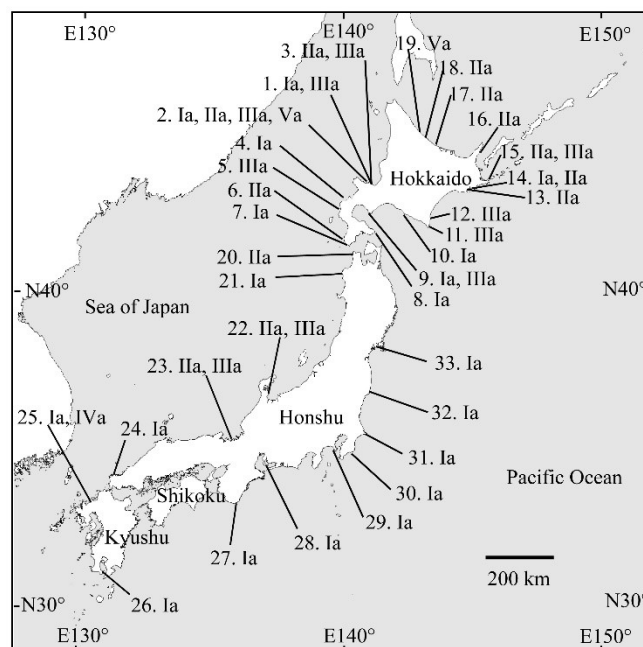 E130°
E140°
E150°
19. Va
3. IIa, IIIa
18. IIa
1. Ia, IIIa
17. IIa
2. Ia, IIa, IIIa, Va
16. IIa
4. Ia
15. IIa, IIIa
5. IIIa
Hokkaido
14. Ia, IIa
6. IIa
13. IIa
7. Ia
12. IIIa
11. IIIa
20. IIa
10. Ia
21. Ia
9. Ia, IIIa
8. Ia
N40°
N40°
Sea of Japan
22. IIa, IIIa
23. IIa, IIIa
33. Ia
25. Ia, IVa
24. Ia
Honshu
32. Ia
31. Ia
Pacific Ocean
30. Ia
Shikoku
29. Ia
Kyushu
28. Ia
27. Ia
200 km
26. Ia
N30°
N30°
E130°
E140°
E150°